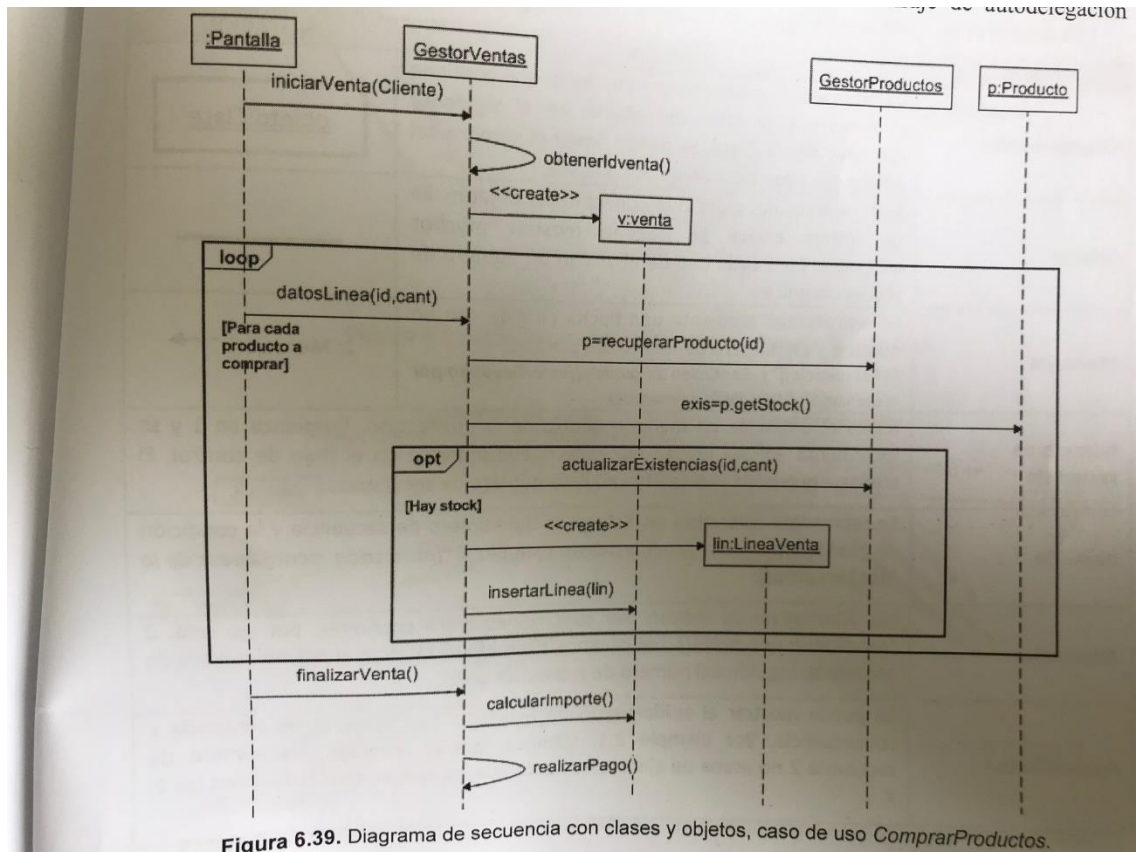 de autodelegación
:Pantalla
GestorVentas
GestorProductos
p:Producto
iniciarVenta(Cliente)
obtenerIdventa()
<<create>>
v:venta
loop
datosLinea(id,cant)
[Para cada
producto a
comprar]
p=recuperarProducto(id)
exis=p.getStock()
opt
actualizarExistencias(id,cant)
[Hay stock]
<<create>>
lin:LineaVenta
insertarLinea(lin)
finalizarVenta()
calcularImporte()
realizarPago()
Figura 6.39. Diagrama de secuencia con clases y objetos, caso de uso ComprarProductos.